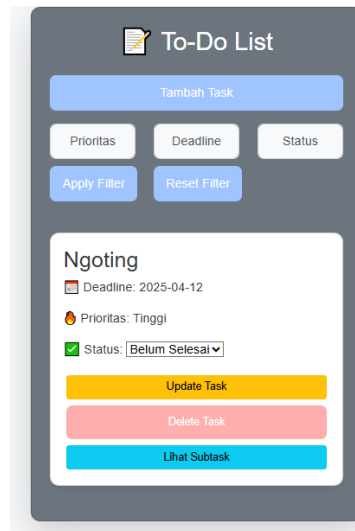 📝 To-Do List
Tambah Task
Prioritas Deadline Status
Apply Filter Reset Filter
Ngoting
📅 Deadline: 2025-04-12
🔥 Prioritas: Tinggi
✅ Status: Belum Selesai
Update Task
Delete Task
Lihat Subtask